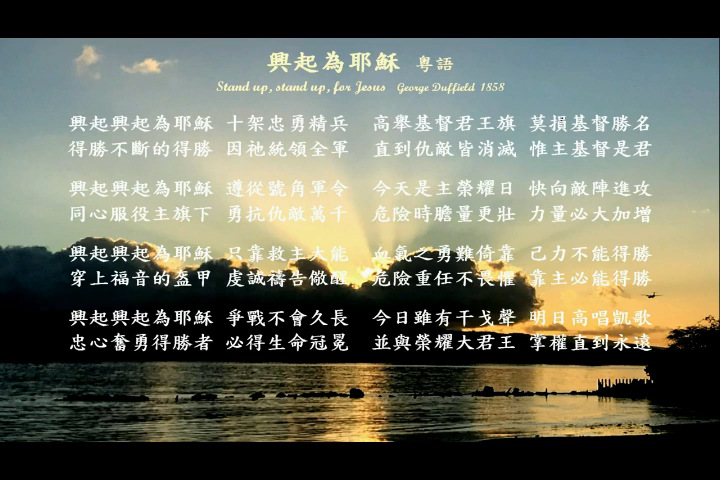 興起為耶穌 粵語
Stand up, stand up, for Jesus George Duffield 1858
興起興起為耶穌 十架忠勇精兵 高舉基督君王旗 莫損基督勝名
得勝不斷的得勝 因祂統領全軍 直到仇敵皆消滅 惟主基督是君
興起興起為耶穌 遵從號角軍令 今天是主榮耀日 快向敵陣進攻
同心服役主旗下 勇抗仇敵萬千 危險時膽量更壯 力量必大加增
興起興起為耶穌 只靠救主大能 血氣之勇難倚靠 己力不能得勝
穿上福音的盔甲 虔誠禱告儆醒 危險重任不畏懼 靠主必能得勝
興起興起為耶穌 爭戰不會久長 今日雖有干戈聲 明日高唱凱歌
忠心奮勇得勝者 必得生命冠冕 並與榮耀大君王 掌權直到永遠